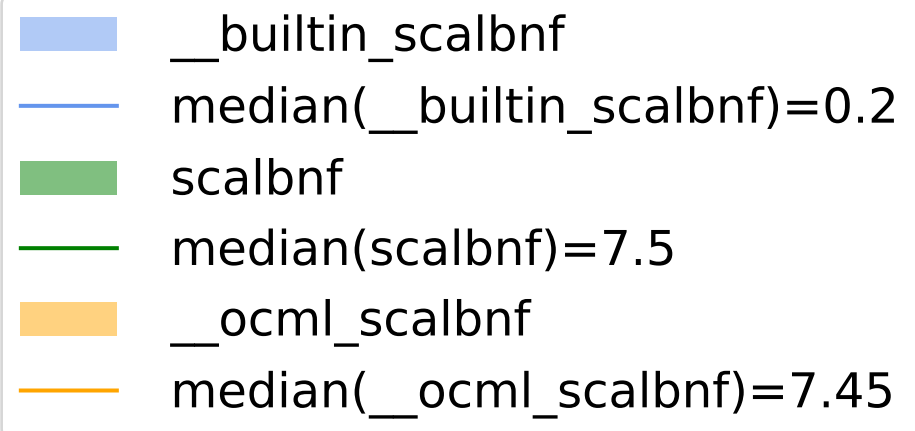 __builtin_scalbnf
median(__builtin_scalbnf)=0.2
scalbnf
median(scalbnf)=7.5
__ocml_scalbnf
median(__ocml_scalbnf)=7.45